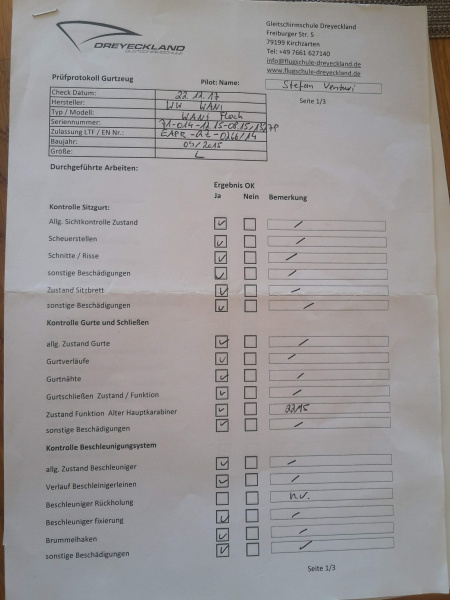 DREYECKLAND
Gleitschirmschule Dreyeckland
Freiburger Str. 5
79199 Kirchzarten
Tel: +49 7661 627140
info@flugschule-dreyeckland.de
www.flugschule-dreyeckland.de
Prüfprotokoll Gurtzeug
Pilot: Name: Stefan Venturi
Seite 1/3
Check Datum: 22.11.17
Hersteller: WANI
Typ / Modell: WANI
Seriennummer:
Zulassung LTF / EN Nr.:
Baujahr: 03/2015
Größe: L
Durchgeführte Arbeiten:
Ergebnis OK
Ja Nein Bemerkung
Kontrolle Sitzgurt:
Allg. Sichtkontrolle Zustand
Scheuerstellen
Schnitte / Risse
sonstige Beschädigungen
Zustand Sitzbrett
sonstige Beschädigungen
Kontrolle Gurte und Schließen
allg. Zustand Gurte
Gurtverläufe
Gurtnähte
Gurtschließen Zustand / Funktion
Zustand Funktion Alter Hauptkarabiner 2215
sonstige Beschädigungen
Kontrolle Beschleunigungsystem
allg. Zustand Beschleuniger
Verlauf Beschleinigerleinen
Beschleuniger Rückholung n.v.
Beschleuniger fixierung
Brummelhaken
sonstige Beschädigungen
Seite 1/3